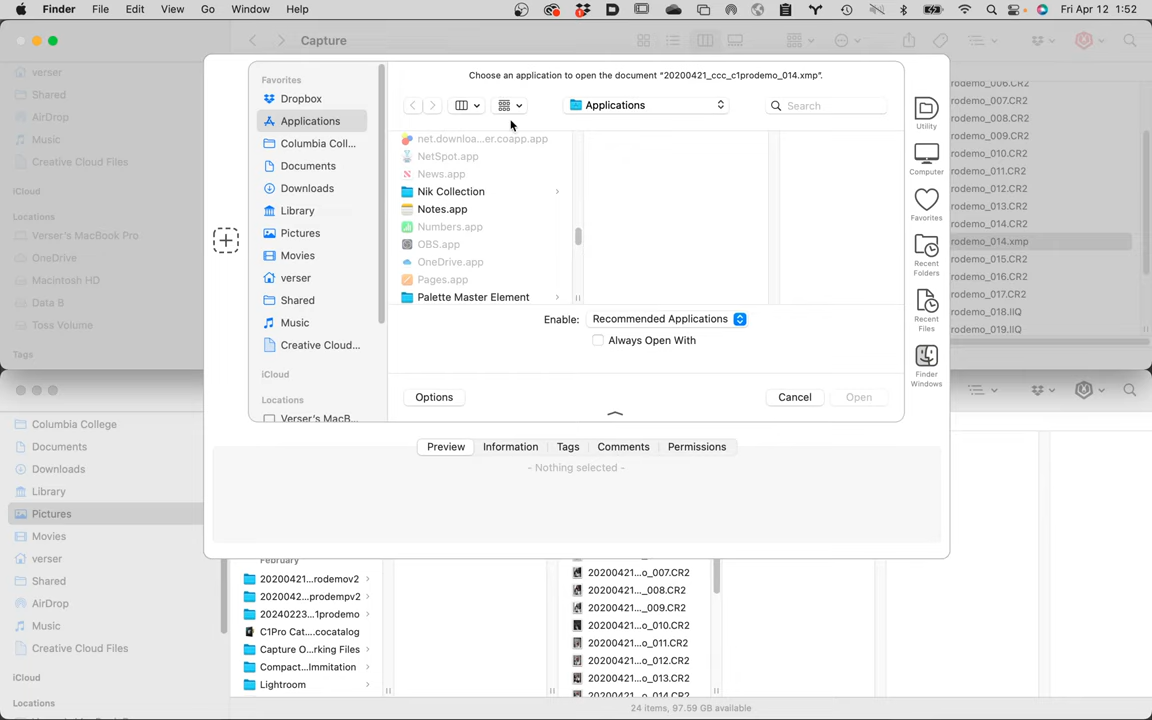 Finder File Edit View Go Window Help Fri Apr 12 1:52
Capture
verser
Shared
AirDrop
Music
Creative Cloud Files
iCloud
Locations
Verser's MacBook Pro
OneDrive
Macintosh HD
Data B
Toss Volume
Tags
Choose an application to open the document “20200421_ccc_c1prodemo_014.xmp”.
Applications
Search
Favorites
Dropbox
Applications
Columbia Coll...
Documents
Downloads
Library
Pictures
Movies
verser
Shared
Music
Creative Cloud...
iCloud
Locations
Verser's MacB...
net.downloa...er.coapp.app
NetSpot.app
News.app
Nik Collection
Notes.app
Numbers.app
OBS.app
OneDrive.app
Pages.app
Palette Master Element
Enable: Recommended Applications
Always Open With
Options
Cancel
Open
Utility
Computer
Favorites
Recent
Folders
Recent
Files
Finder
Windows
rodemo_006.CR2
rodemo_007.CR2
rodemo_008.CR2
rodemo_009.CR2
rodemo_010.CR2
rodemo_011.CR2
rodemo_012.CR2
rodemo_013.CR2
rodemo_014.CR2
rodemo_014.xmp
rodemo_015.CR2
rodemo_016.CR2
rodemo_017.CR2
rodemo_018.IIQ
rodemo_019.IIQ
Preview Information Tags Comments Permissions
- Nothing selected -
Columbia College
Documents
Downloads
Library
Pictures
Movies
verser
Shared
AirDrop
Music
Creative Cloud Files
iCloud
Locations
February
20200421...rodemov2
2020042...prodempv2
20240223...1prodemo
C1Pro Cat....cocatalog
Capture O...rking Files
Compact...Immitation
Lightroom
20200421..._007.CR2
20200421..._008.CR2
20200421..._009.CR2
20200421...o_010.CR2
20200421...o_011.CR2
20200421...o_012.CR2
20200421...o_013.CR2
20200421...o_014.CR2
24 items, 97.59 GB available